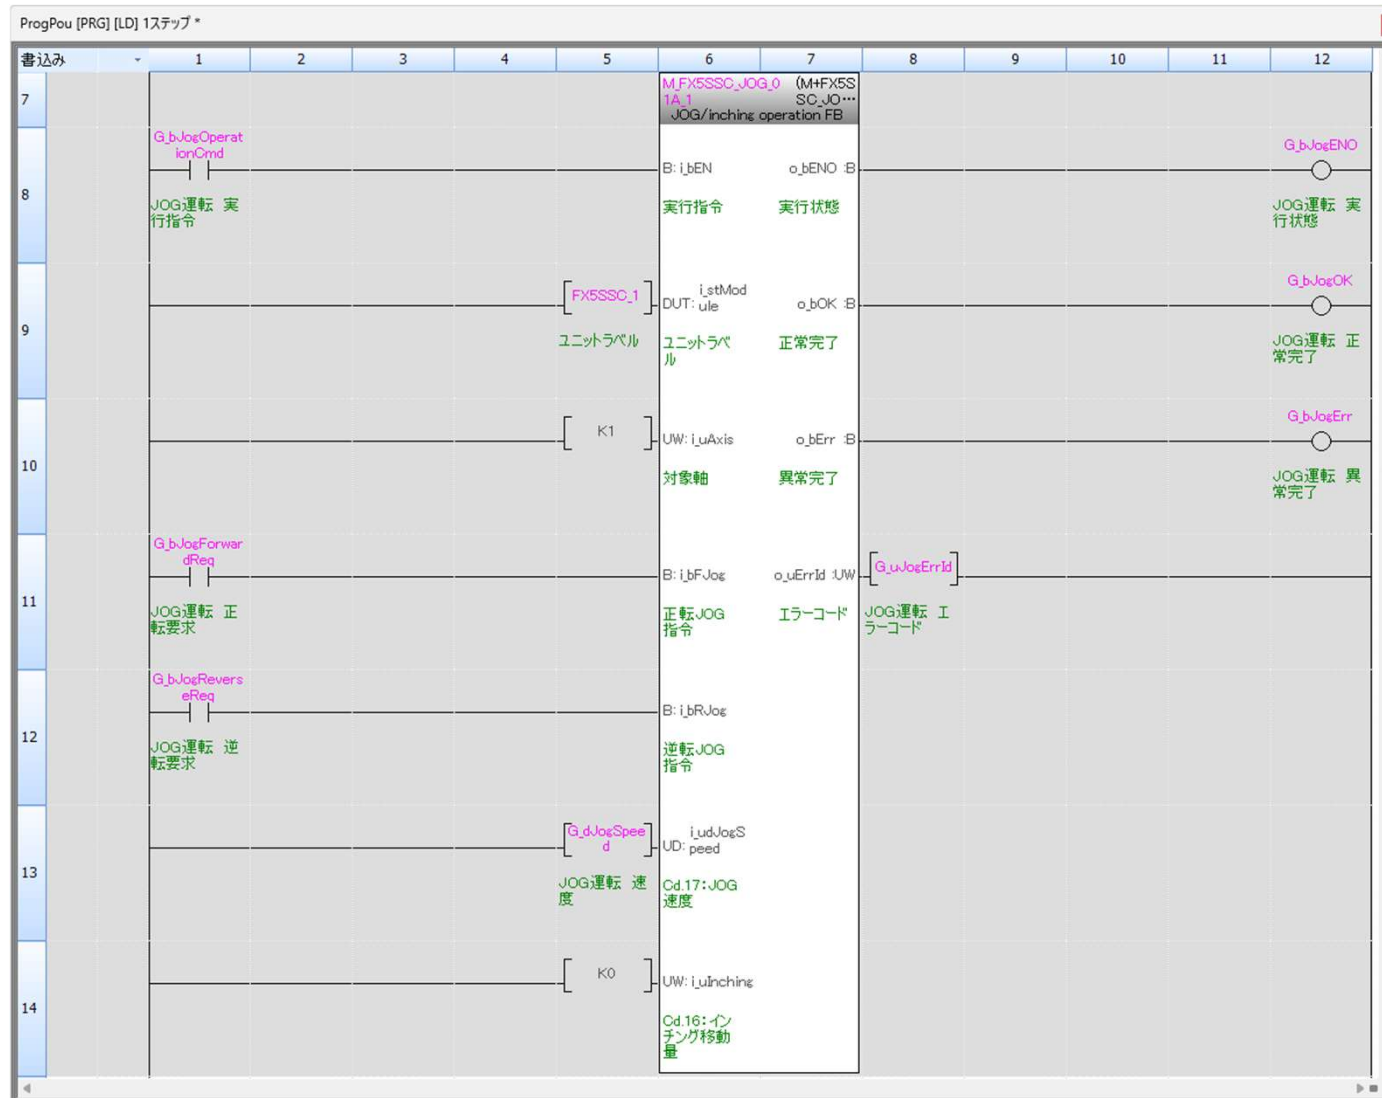 ProgPou [PRG] [LD] 1ステップ *
書込み 1 2 3 4 5 6 7 8 9 10 11 12
7
M_FX5SSC_JOG_0 (M+FX5S
1A_1 SC_JO…
JOG/inching operation FB
8
G_bJogOperat
ionCmd
JOG運転 実
行指令
B: i_bEN o_bENO :B
実行指令 実行状態
G_bJogENO
JOG運転 実
行状態
9
FX5SSC_1
ユニットラベル
i_stMod
DUT: ule o_bOK :B
ユニットラベ 正常完了
ル
G_bJogOK
JOG運転 正
常完了
10
K1
UW: i_uAxis o_bErr :B
対象軸 異常完了
G_bJogErr
JOG運転 異
常完了
11
G_bJogForwar
dReq
JOG運転 正
転要求
B: i_bFJog o_uErrId :UW
正転JOG エラーコード
指令
G_uJogErrId
JOG運転 エ
ラーコード
12
G_bJogRevers
eReq
JOG運転 逆
転要求
B: i_bRJog
逆転JOG
指令
13
G_dJogSpee
d
JOG運転 速
度
i_udJogS
UD: peed
Cd.17:JOG
速度
14
K0
UW: i_uInching
Cd.16:イン
チング移動
量